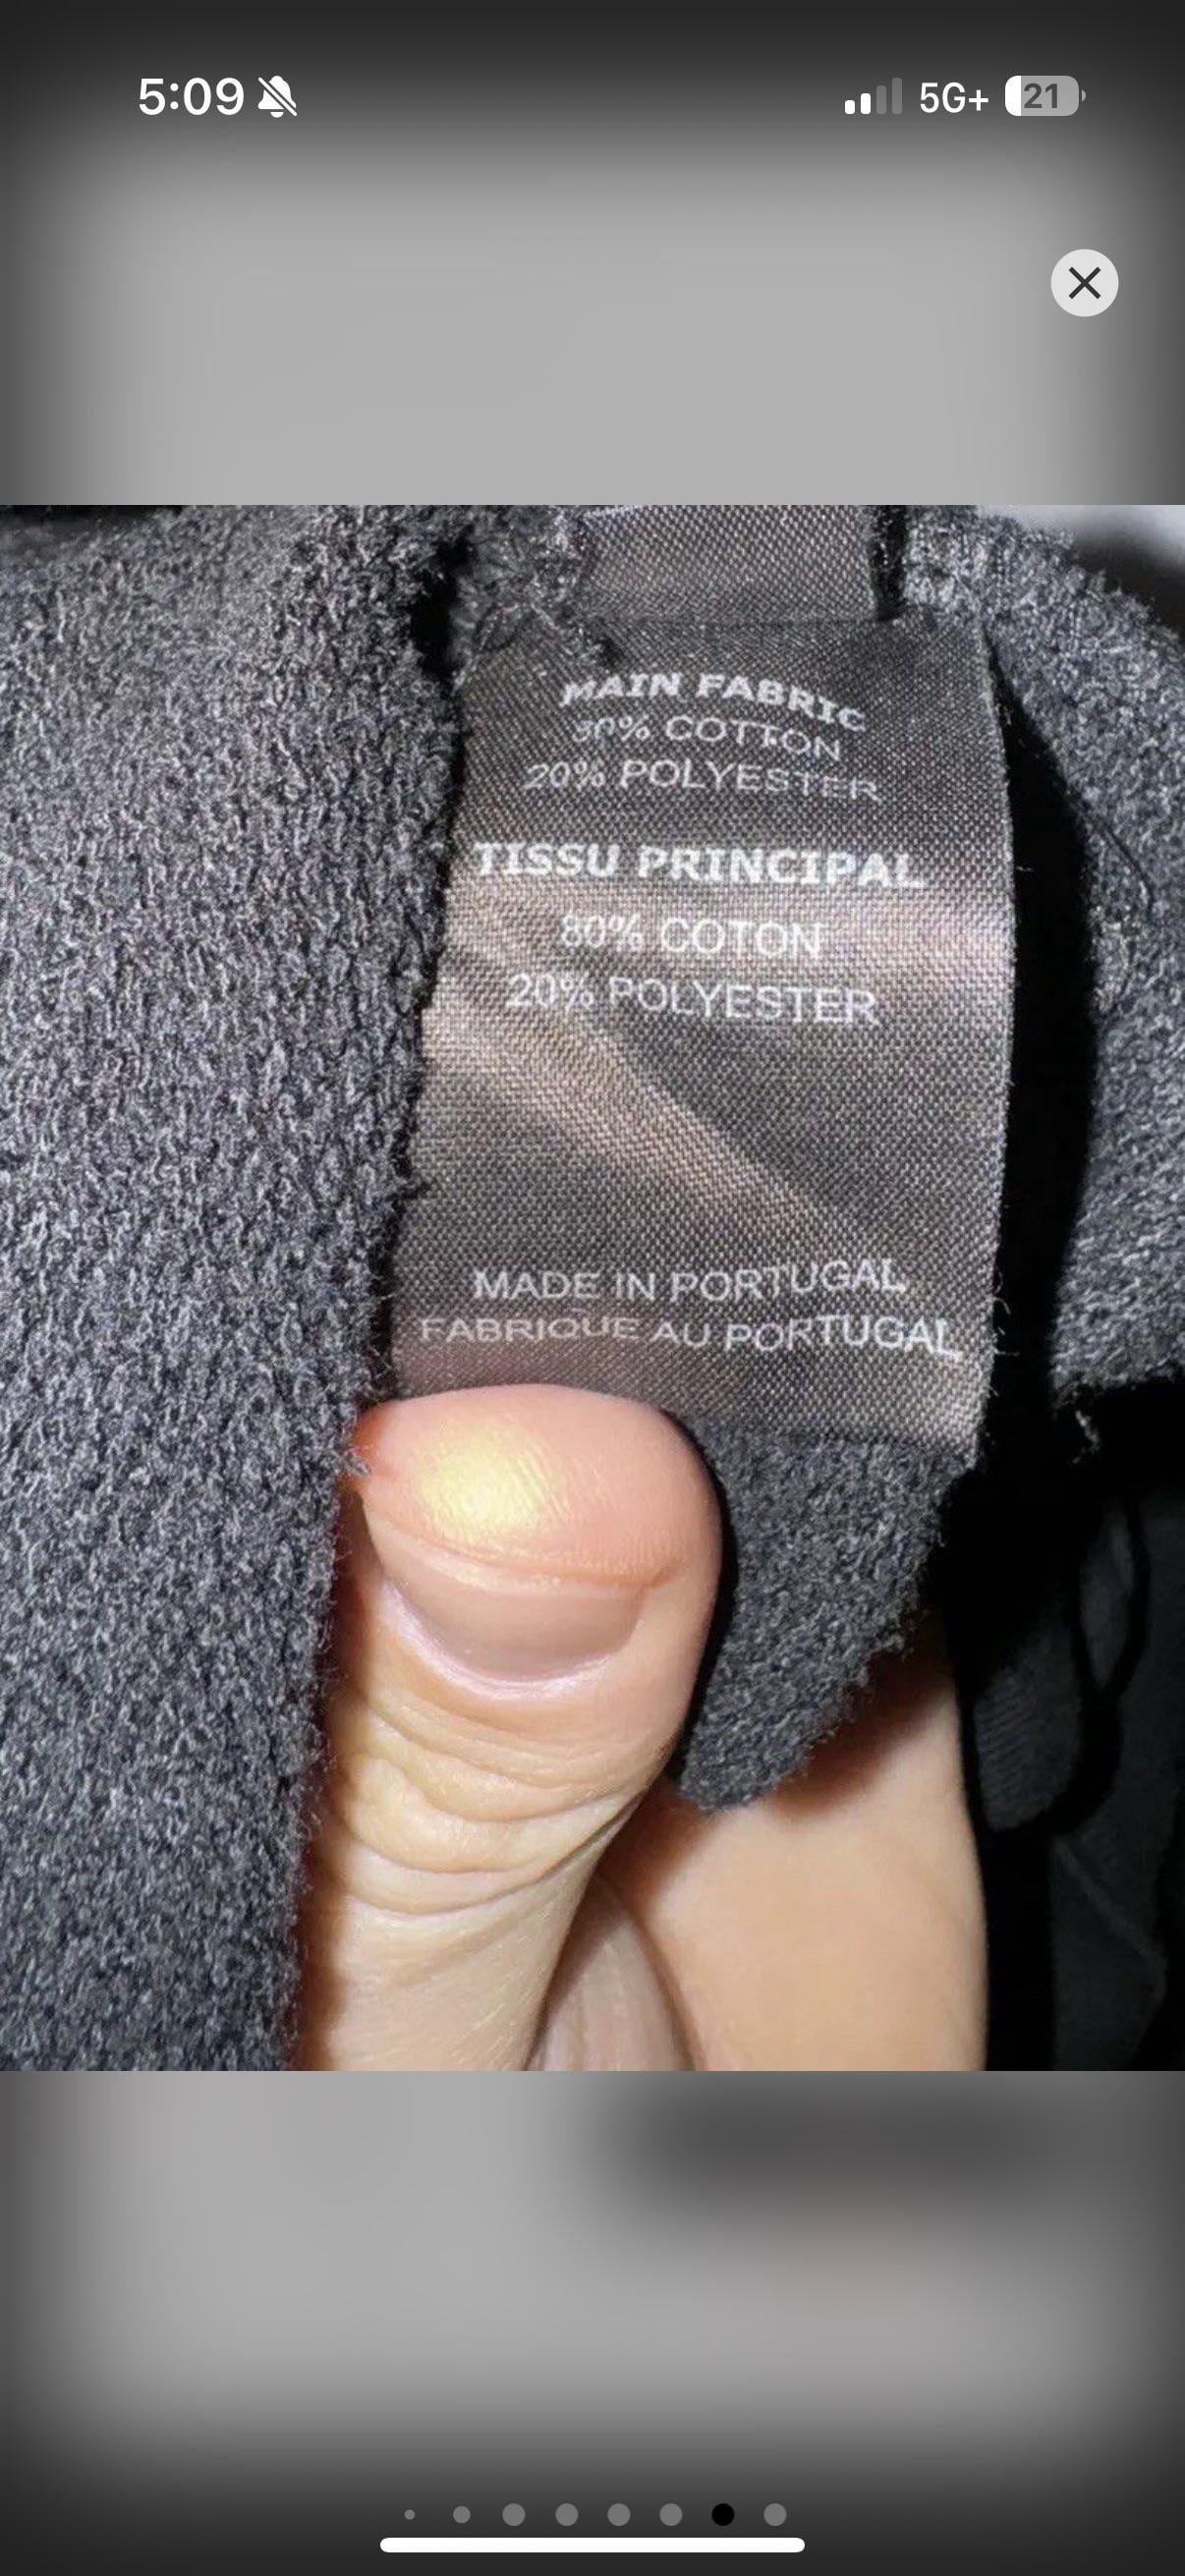 5:09
5G+
21
MAIN FABRIC
80% COTTON
20% POLYESTER
TISSU PRINCIPAL
80% COTON
20% POLYESTER
MADE IN PORTUGAL
FABRIQUE AU PORTUGAL